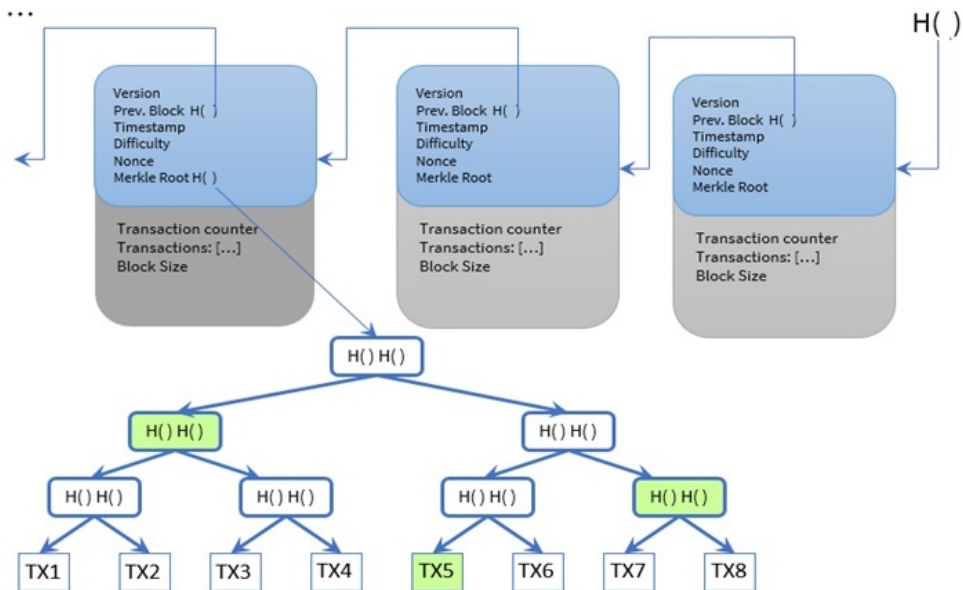 ...
H( )
Version
Prev. Block H( )
Timestamp
Difficulty
Nonce
Merkle Root H( )
Transaction counter
Transactions: [...]
Block Size
Version
Prev. Block H( )
Timestamp
Difficulty
Nonce
Merkle Root
Transaction counter
Transactions: [...]
Block Size
Version
Prev. Block H( )
Timestamp
Difficulty
Nonce
Merkle Root
Transaction counter
Transactions: [...]
Block Size
H( ) H( )
H( ) H( )
H( ) H( )
H( ) H( )
H( ) H( )
H( ) H( )
H( ) H( )
TX1
TX2
TX3
TX4
TX5
TX6
TX7
TX8